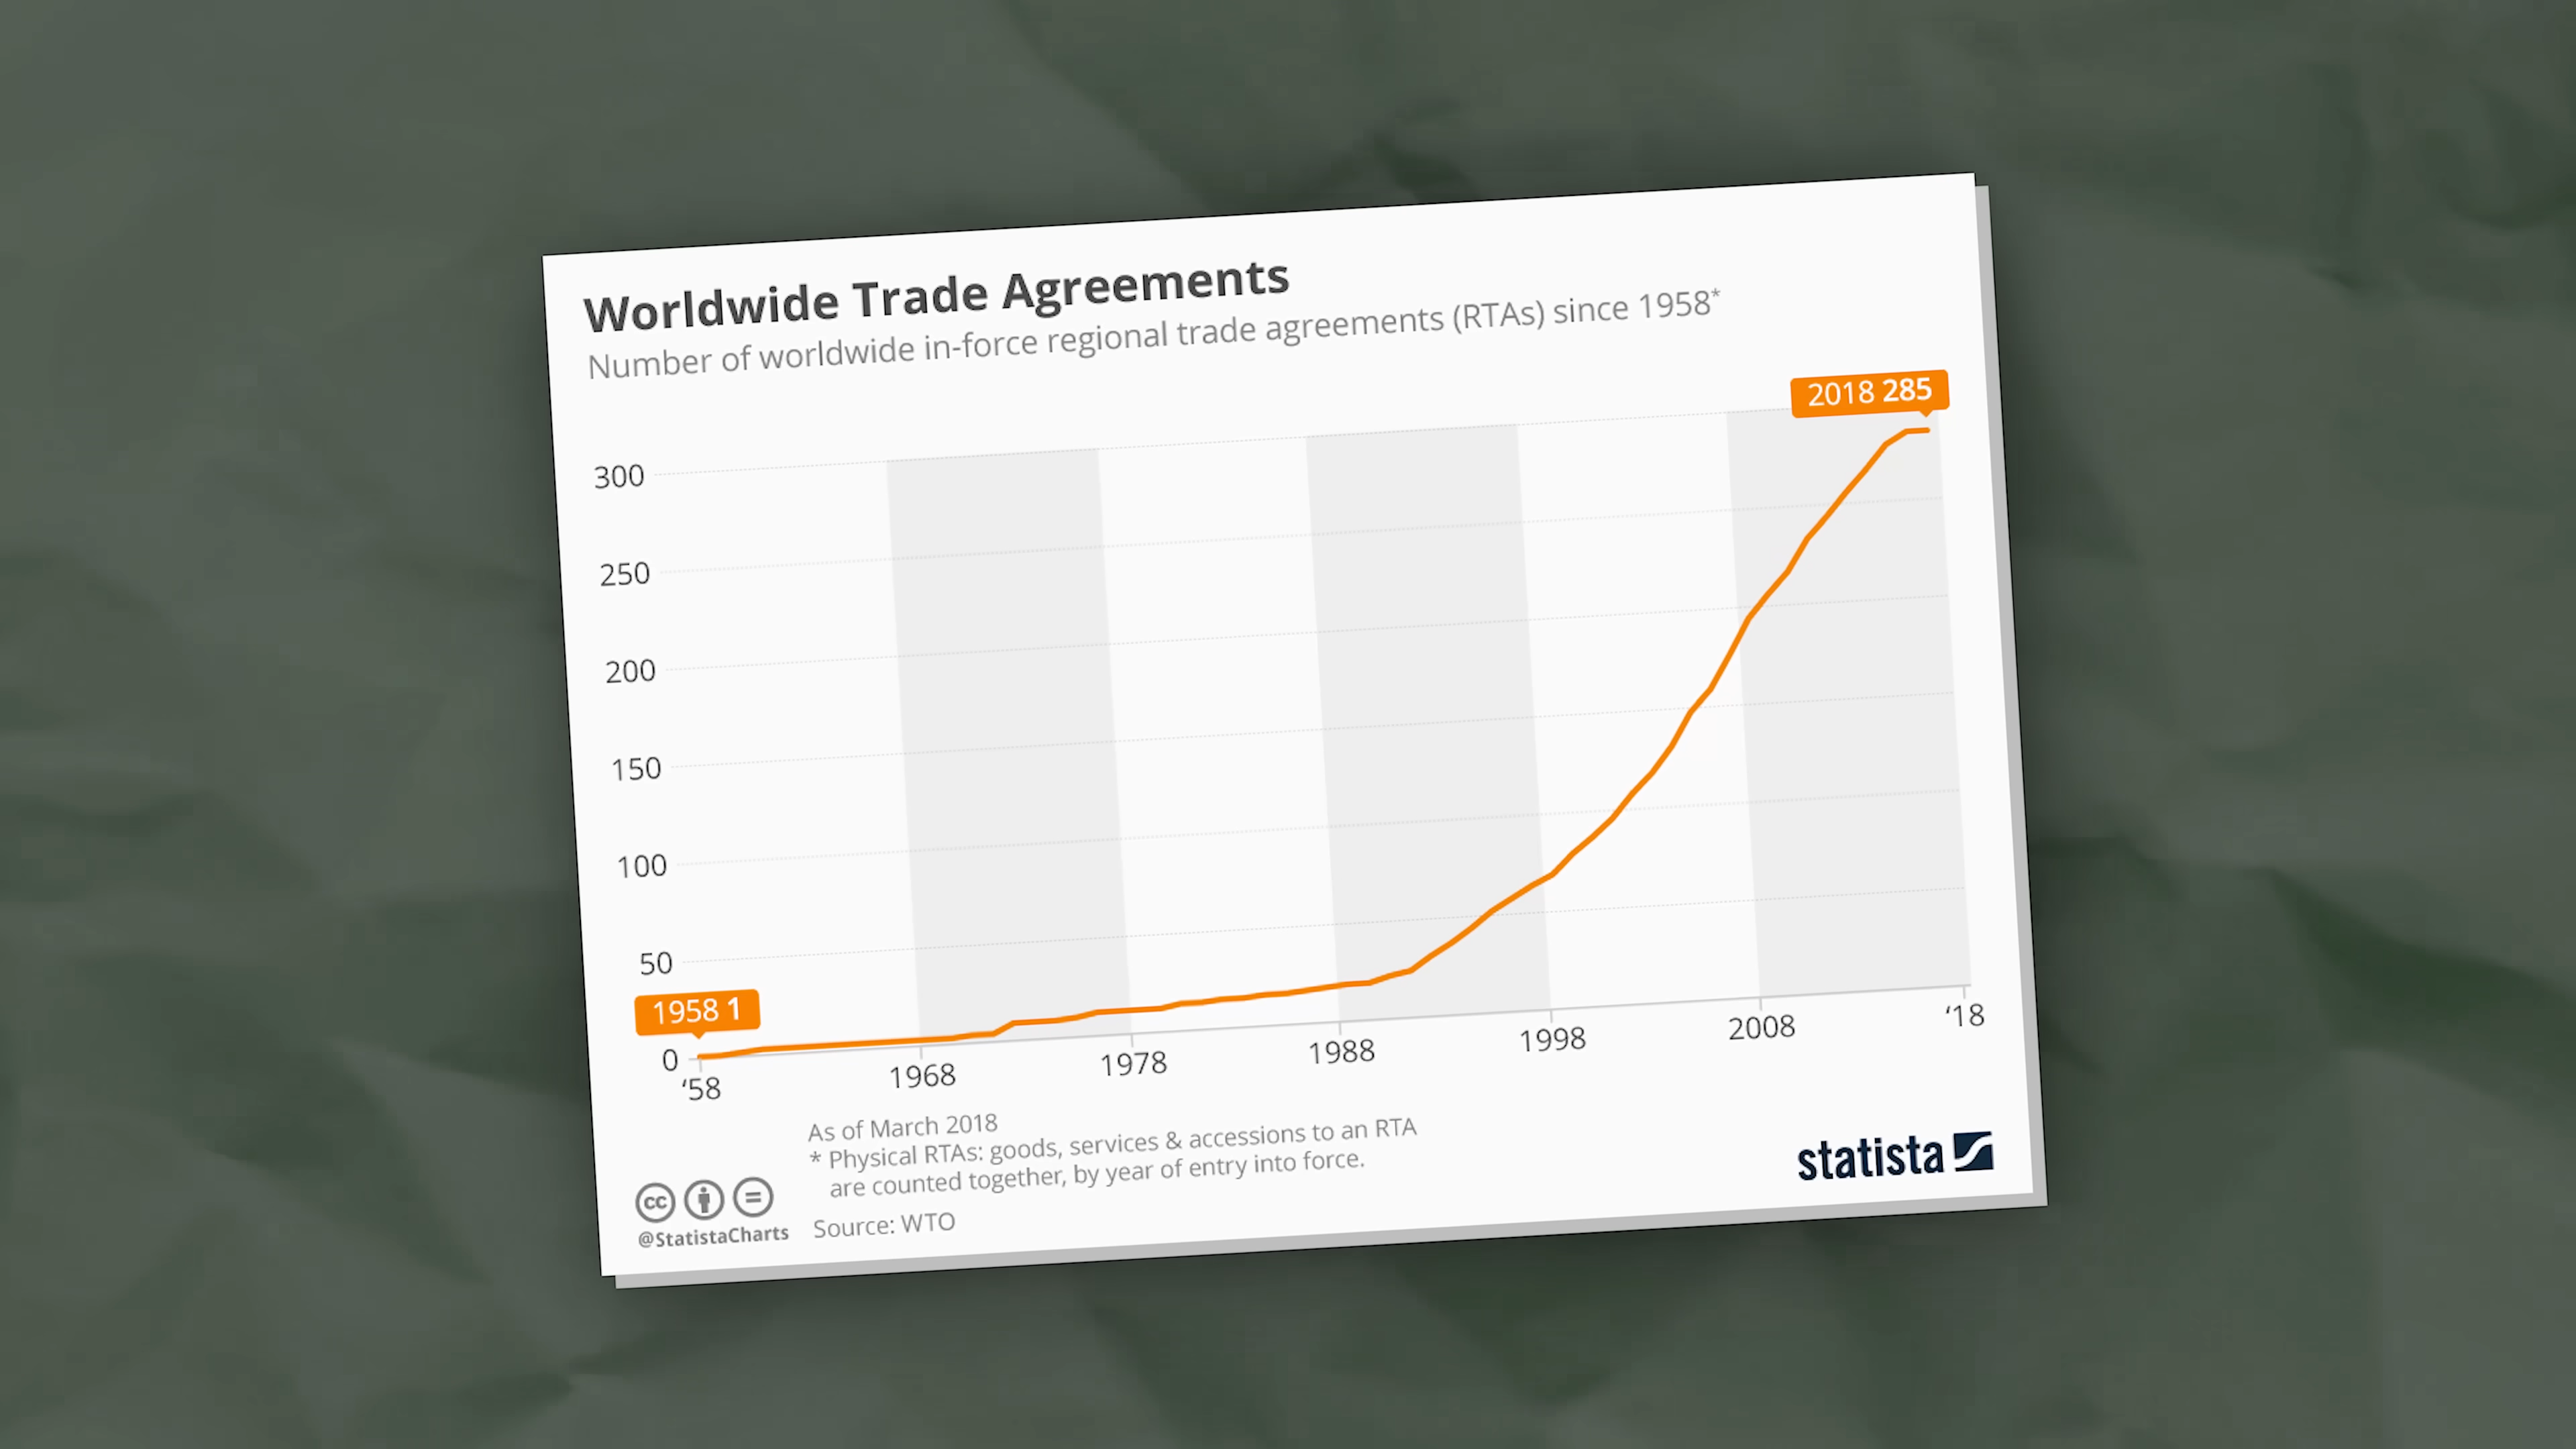 Worldwide Trade Agreements
Number of worldwide in-force regional trade agreements (RTAs) since 1958*
2018 285
300
250
200
150
100
50
1958 1
0
‘58
1968
1978
1988
1998
2008
‘18
As of March 2018
* Physical RTAs: goods, services & accessions to an RTA
are counted together, by year of entry into force.
Source: WTO
cc
@StatistaCharts
statista